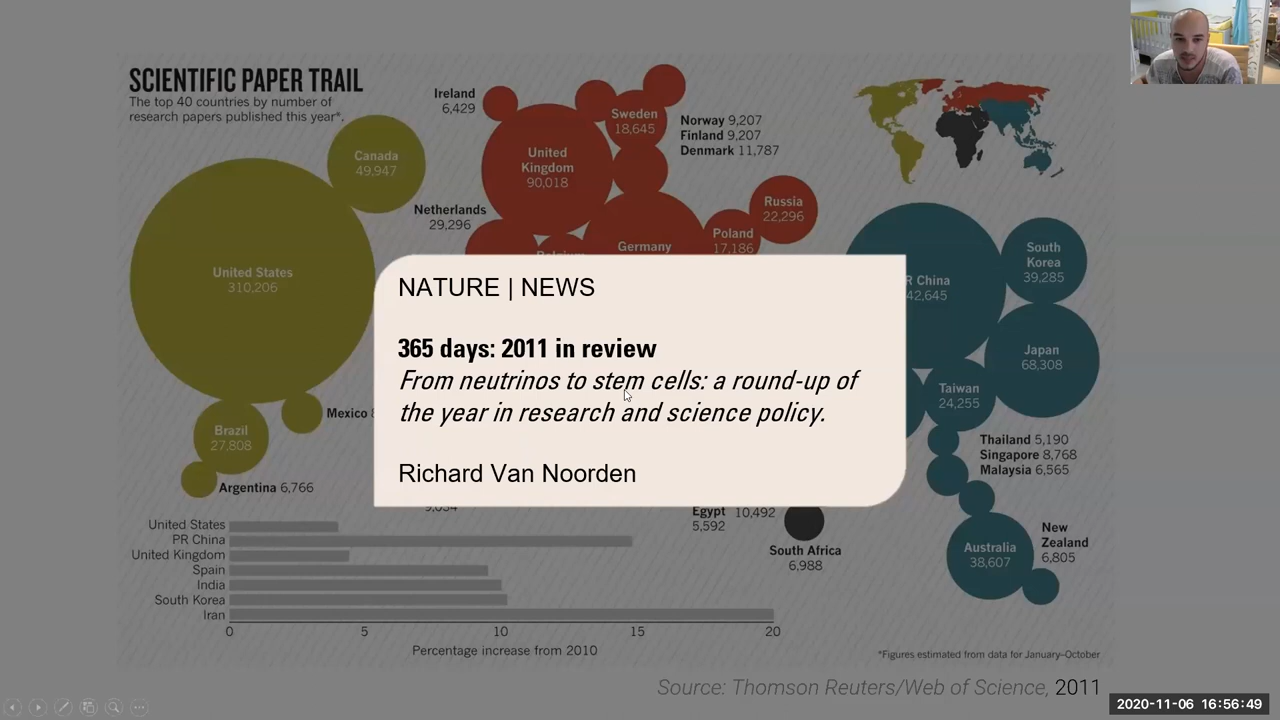 SCIENTIFIC PAPER TRAIL
The top 40 countries by number of
research papers published this year*.
Canada
49,947
United States
310,206
Mexico
Brazil
27,808
Argentina 6,766
Ireland
6,429
United
Kingdom
90,018
Sweden
18,645
Norway 9,207
Finland 9,207
Denmark 11,787
Netherlands
29,296
Germany
Poland
17,186
Russia
22,296
China
South
Korea
39,285
Japan
68,308
Taiwan
24,255
Thailand 5,190
Singapore 8,768
Malaysia 6,565
Australia
38,607
New
Zealand
6,805
Egypt
5,592
10,492
South Africa
6,988
NATURE | NEWS
365 days: 2011 in review
From neutrinos to stem cells: a round-up of
the year in research and science policy.
Richard Van Noorden
United States
PR China
United Kingdom
Spain
India
South Korea
Iran
0 5 10 15 20
Percentage increase from 2010
*Figures estimated from data for January–October
Source: Thomson Reuters/Web of Science, 2011
2020-11-06 16:56:49